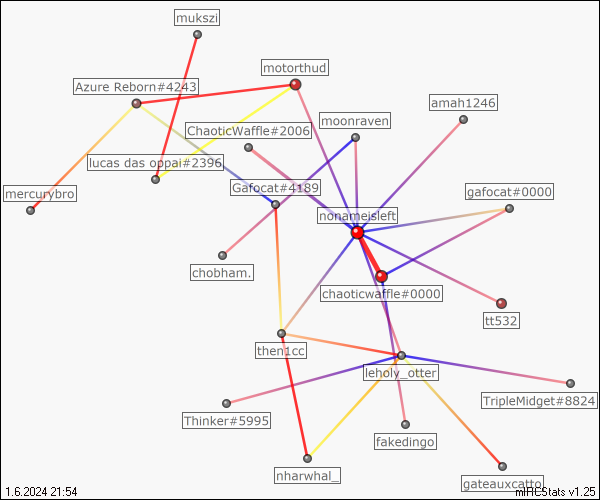 mukszi
motorthud
Azure Reborn#4243
amah1246
moonraven
ChaoticWaffle#2006
lucas das oppai#2396
Gafocat#4189
gafocat#0000
mercurybro
nonameisleft
chobham.
chaoticwaffle#0000
tt532
then1cc
leholy_otter
TripleMidget#8824
Thinker#5995
fakedingo
nharwhal_
gateauxcatto
1.6.2024 21:54
mIRCStats v1.25